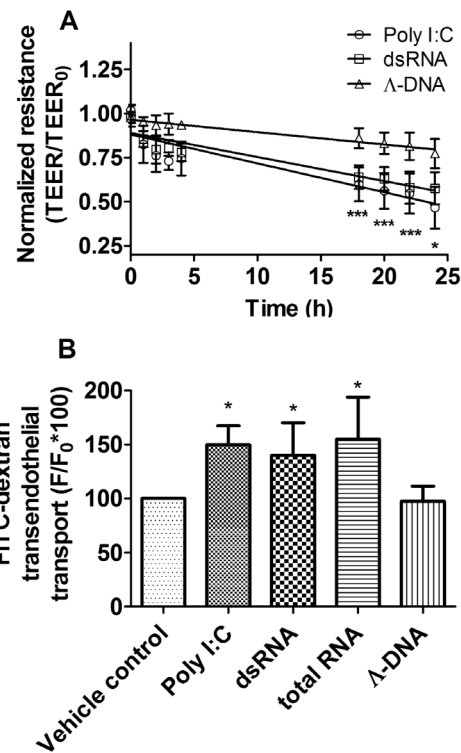 A
Poly I:C
dsRNA
Λ-DNA
Normalized resistance
(TEER/TEER0)
1.25
1.00
0.75
0.50
0.25
*** *** *** *
0 5 10 15 20 25
Time (h)
B
FITC-dextran
transendothelial
transport (F/F0*100)
200
150
100
50
0
* * *
Vehicle control
Poly I:C
dsRNA
total RNA
Λ-DNA